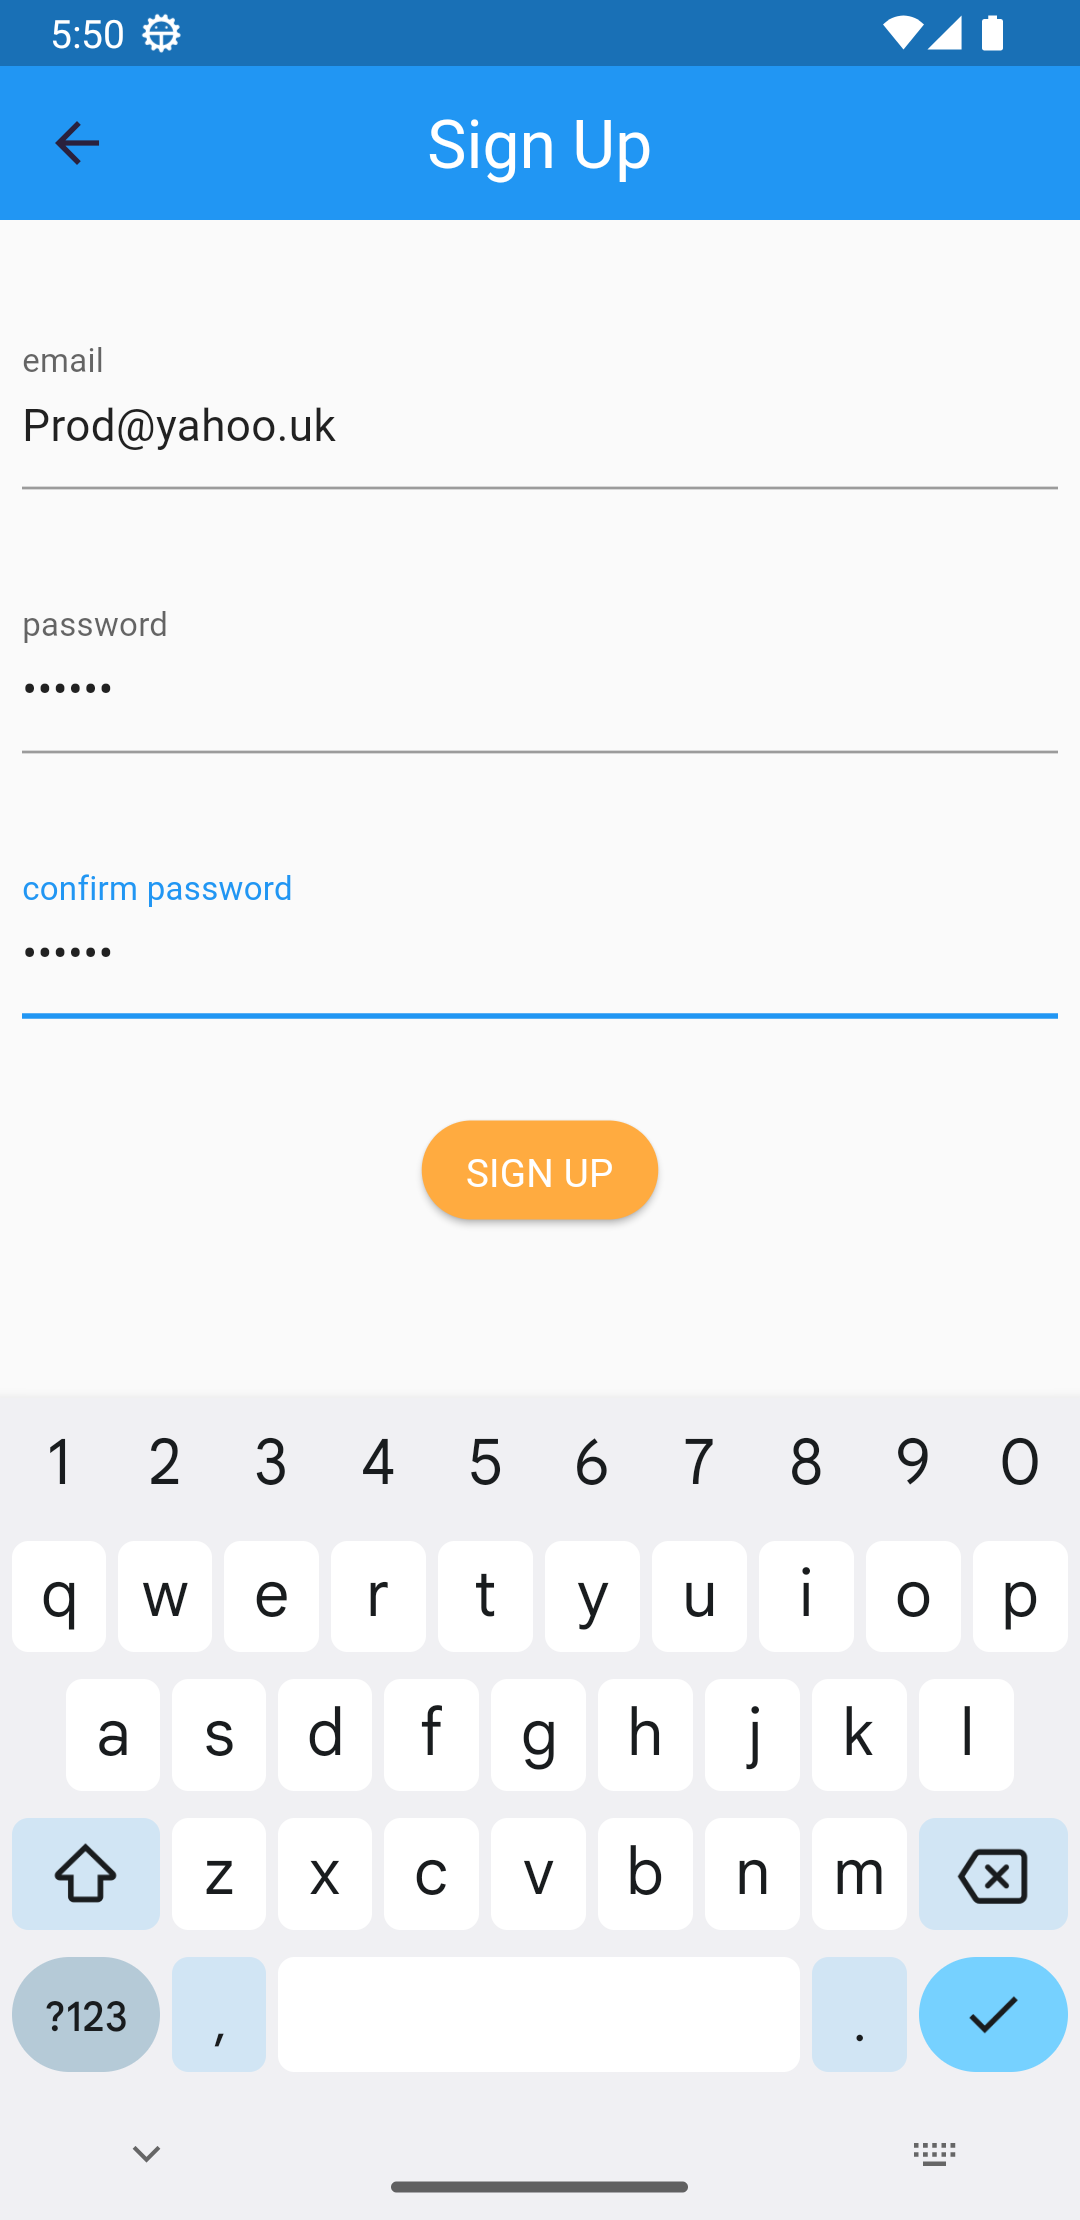 5:50
Sign Up
email
Prod@yahoo.uk
password
••••••
confirm password
••••••
SIGN UP
1 2 3 4 5 6 7 8 9 0
q w e r t y u i o p
a s d f g h j k l
z x c v b n m
?123 , .